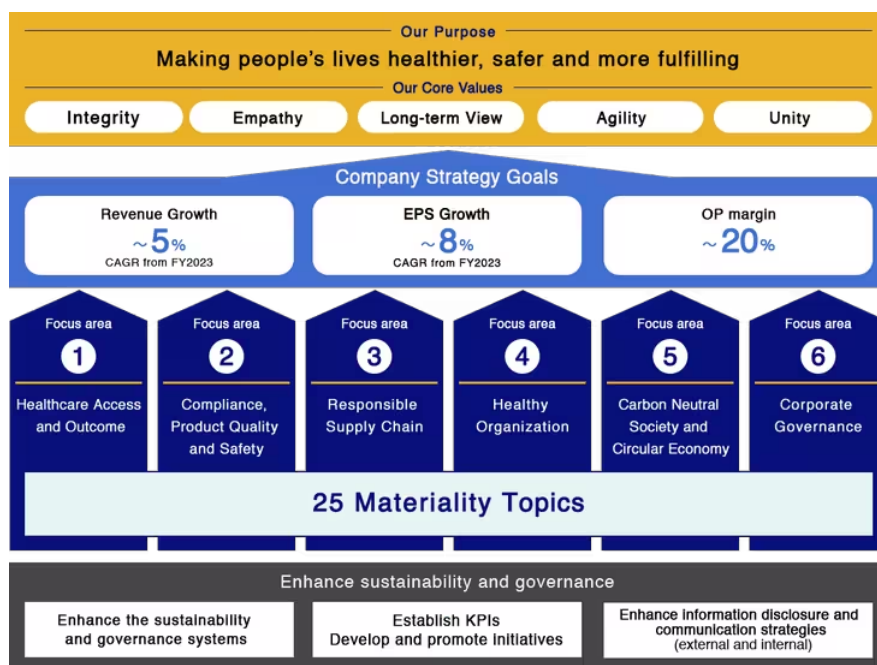 Our Purpose
Making people's lives healthier, safer and more fulfilling
Our Core Values
Integrity
Empathy
Long-term View
Agility
Unity
Company Strategy Goals
Revenue Growth
~5%
CAGR from FY2023
EPS Growth
~8%
CAGR from FY2023
OP margin
~20%
Focus area
1
Healthcare Access
and Outcome
Focus area
2
Compliance,
Product Quality
and Safety
Focus area
3
Responsible
Supply Chain
Focus area
4
Healthy
Organization
Focus area
5
Carbon Neutral
Society and
Circular Economy
Focus area
6
Corporate
Governance
25 Materiality Topics
Enhance sustainability and governance
Enhance the sustainability
and governance systems
Establish KPIs
Develop and promote initiatives
Enhance information disclosure and
communication strategies
(external and internal)